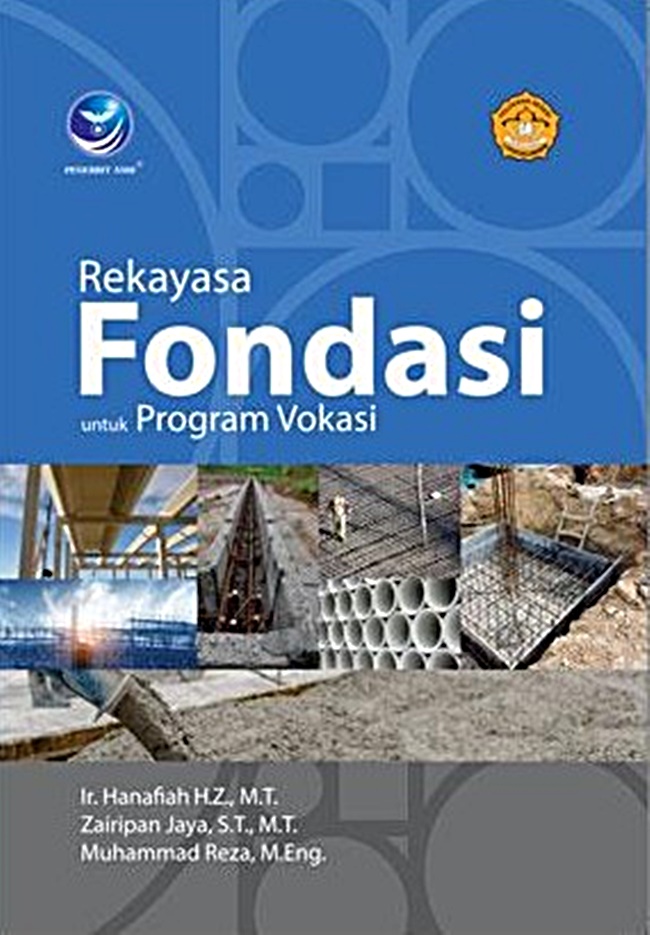 PENERBIT ANDI®
Rekayasa
Fondasi
untuk Program Vokasi
Ir. Hanafiah H.Z., M.T.
Zairipan Jaya, S.T., M.T.
Muhammad Reza, M.Eng.